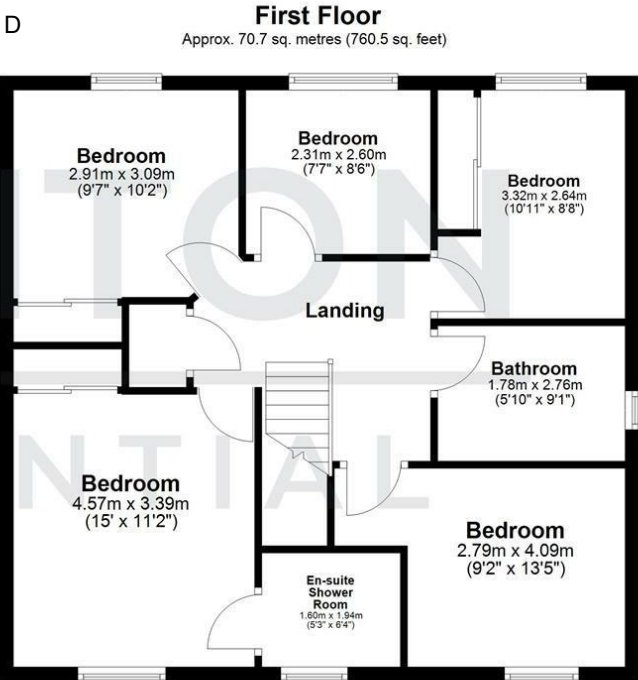 D
First Floor
Approx. 70.7 sq. metres (760.5 sq. feet)
Bedroom
2.91m x 3.09m
(9'7" x 10'2")
Bedroom
2.31m x 2.60m
(7'7" x 8'6")
Bedroom
3.32m x 2.64m
(10'11" x 8'8")
Landing
Bathroom
1.78m x 2.76m
(5'10" x 9'1")
Bedroom
4.57m x 3.39m
(15' x 11'2")
Bedroom
2.79m x 4.09m
(9'2" x 13'5")
En-suite
Shower
Room
1.60m x 1.94m
(5'3" x 6'4")
ITON
NTIAL